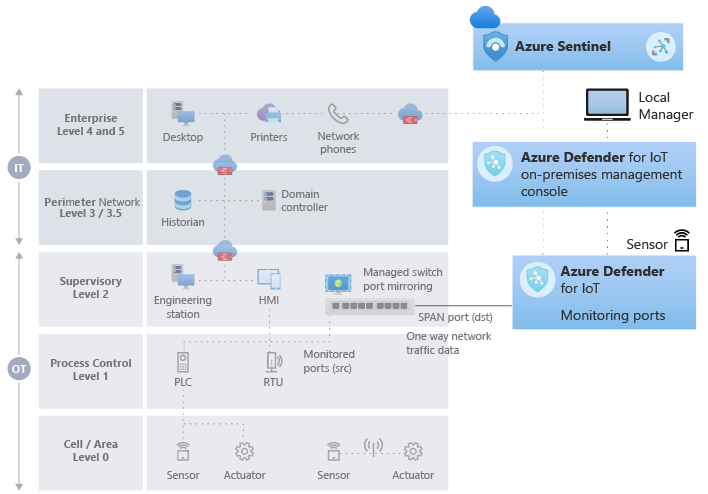 Azure Sentinel
Local
Manager
Enterprise
Level 4 and 5
Desktop
Printers
Network
phones
IT
Azure Defender for IoT
on-premises management
console
Perimeter Network
Level 3 / 3.5
Historian
Domain
controller
Sensor
Supervisory
Level 2
Engineering
station
HMI
Managed switch
port mirroring
SPAN port (dst)
Azure Defender
for IoT
Monitoring ports
One way network
traffic data
OT
Process Control
Level 1
PLC
RTU
Monitored
ports (src)
Cell / Area
Level 0
Sensor
Actuator
Sensor
Actuator